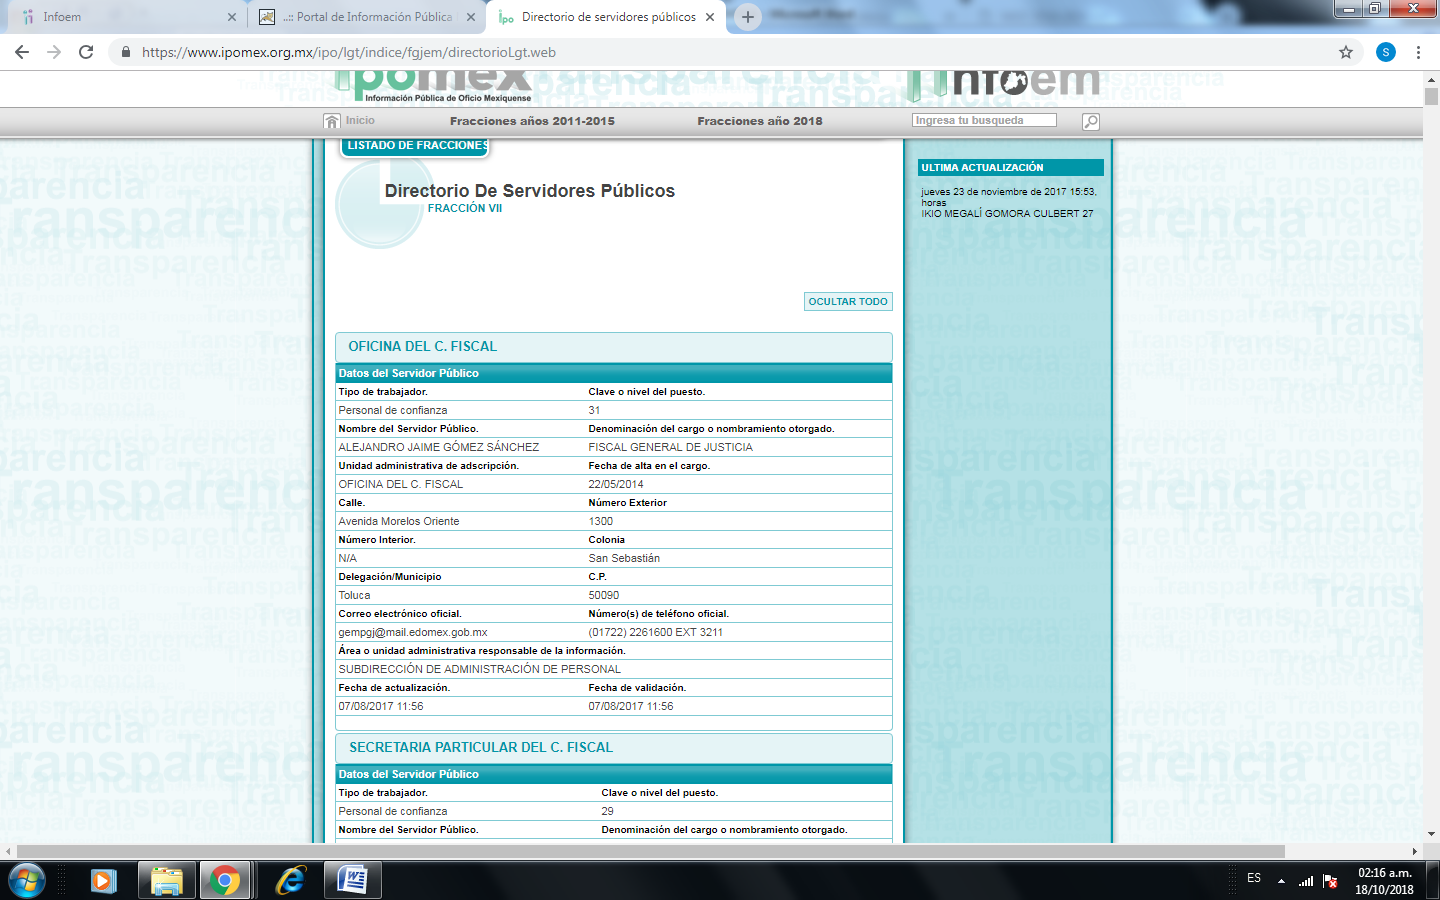 Infoem
..:: Portal de Información Pública
Directorio de servidores públicos
https://www.ipomex.org.mx/ipo/lgt/indice/fgjem/directorioLgt.web
S
ipomex
Información Pública de Oficio Mexiquense
infoem
Inicio
Fracciones años 2011-2015
Fracciones año 2018
Ingresa tu busqueda
LISTADO DE FRACCIONES
Directorio De Servidores Públicos
FRACCIÓN VII
ULTIMA ACTUALIZACIÓN
jueves 23 de noviembre de 2017 15:53,
horas
IKIO MEGALÍ GOMORA CULBERT 27
OCULTAR TODO
OFICINA DEL C. FISCAL
Datos del Servidor Público
Tipo de trabajador. Clave o nivel del puesto.
Personal de confianza 31
Nombre del Servidor Público. Denominación del cargo o nombramiento otorgado.
ALEJANDRO JAIME GÓMEZ SÁNCHEZ FISCAL GENERAL DE JUSTICIA
Unidad administrativa de adscripción. Fecha de alta en el cargo.
OFICINA DEL C. FISCAL 22/05/2014
Calle. Número Exterior
Avenida Morelos Oriente 1300
Número Interior. Colonia
N/A San Sebastián
Delegación/Municipio C.P.
Toluca 50090
Correo electrónico oficial. Número(s) de teléfono oficial.
gempgj@mail.edomex.gob.mx (01722) 2261600 EXT 3211
Área o unidad administrativa responsable de la información.
SUBDIRECCIÓN DE ADMINISTRACIÓN DE PERSONAL
Fecha de actualización. Fecha de validación.
07/08/2017 11:56 07/08/2017 11:56
SECRETARIA PARTICULAR DEL C. FISCAL
Datos del Servidor Público
Tipo de trabajador. Clave o nivel del puesto.
Personal de confianza 29
Nombre del Servidor Público. Denominación del cargo o nombramiento otorgado.
ES
02:16 a.m.
18/10/2018